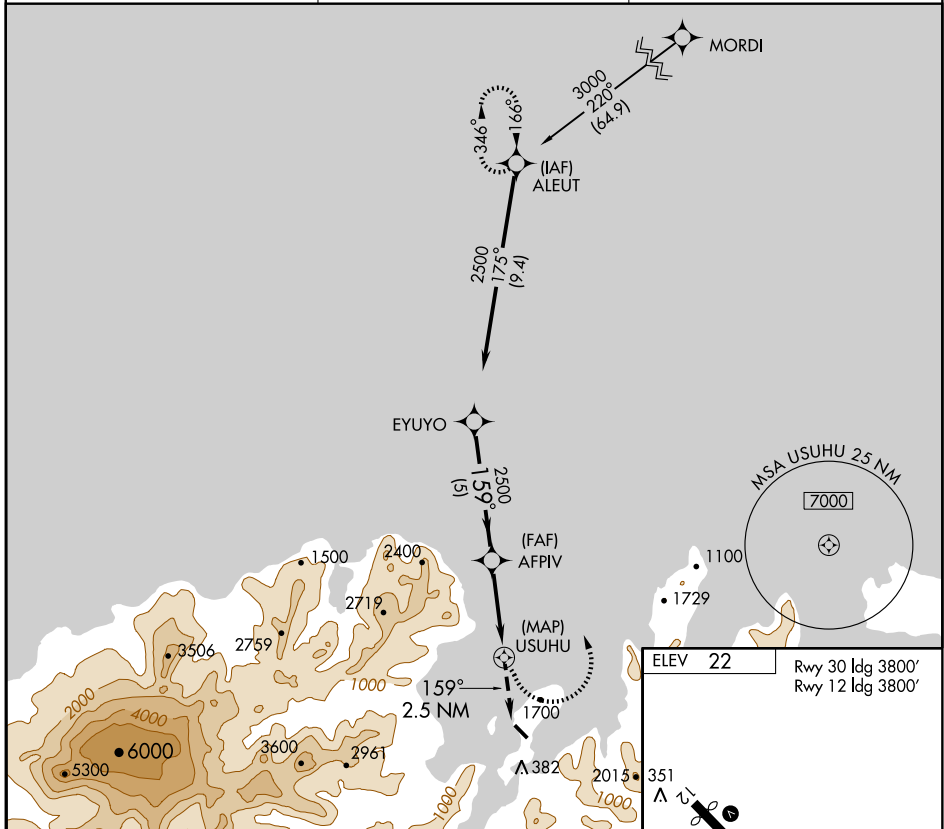 MORDI
3000
220°
(64.9)
346°
166°
(IAF)
ALEUT
2500
175°
(9.4)
EYUYO
2500
159°
(5)
MSA USUHU 25 NM
7000
(FAF)
AFPIV
1500
2400
1100
2719
1729
2759
(MAP)
USUHU
3506
ELEV 22
Rwy 30 ldg 3800'
Rwy 12 ldg 3800'
1000
159°
2.5 NM
2000
1700
4000
6000
3600
2961
5300
382
2015
351
1000
1000
12
V